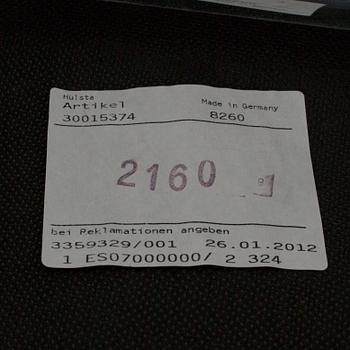 Hülsta
Artikel Made in Germany
30015374 8260
2160
bei Reklamationen angeben
3359329/001 26.01.2012
1 ES07000000/ 2 324